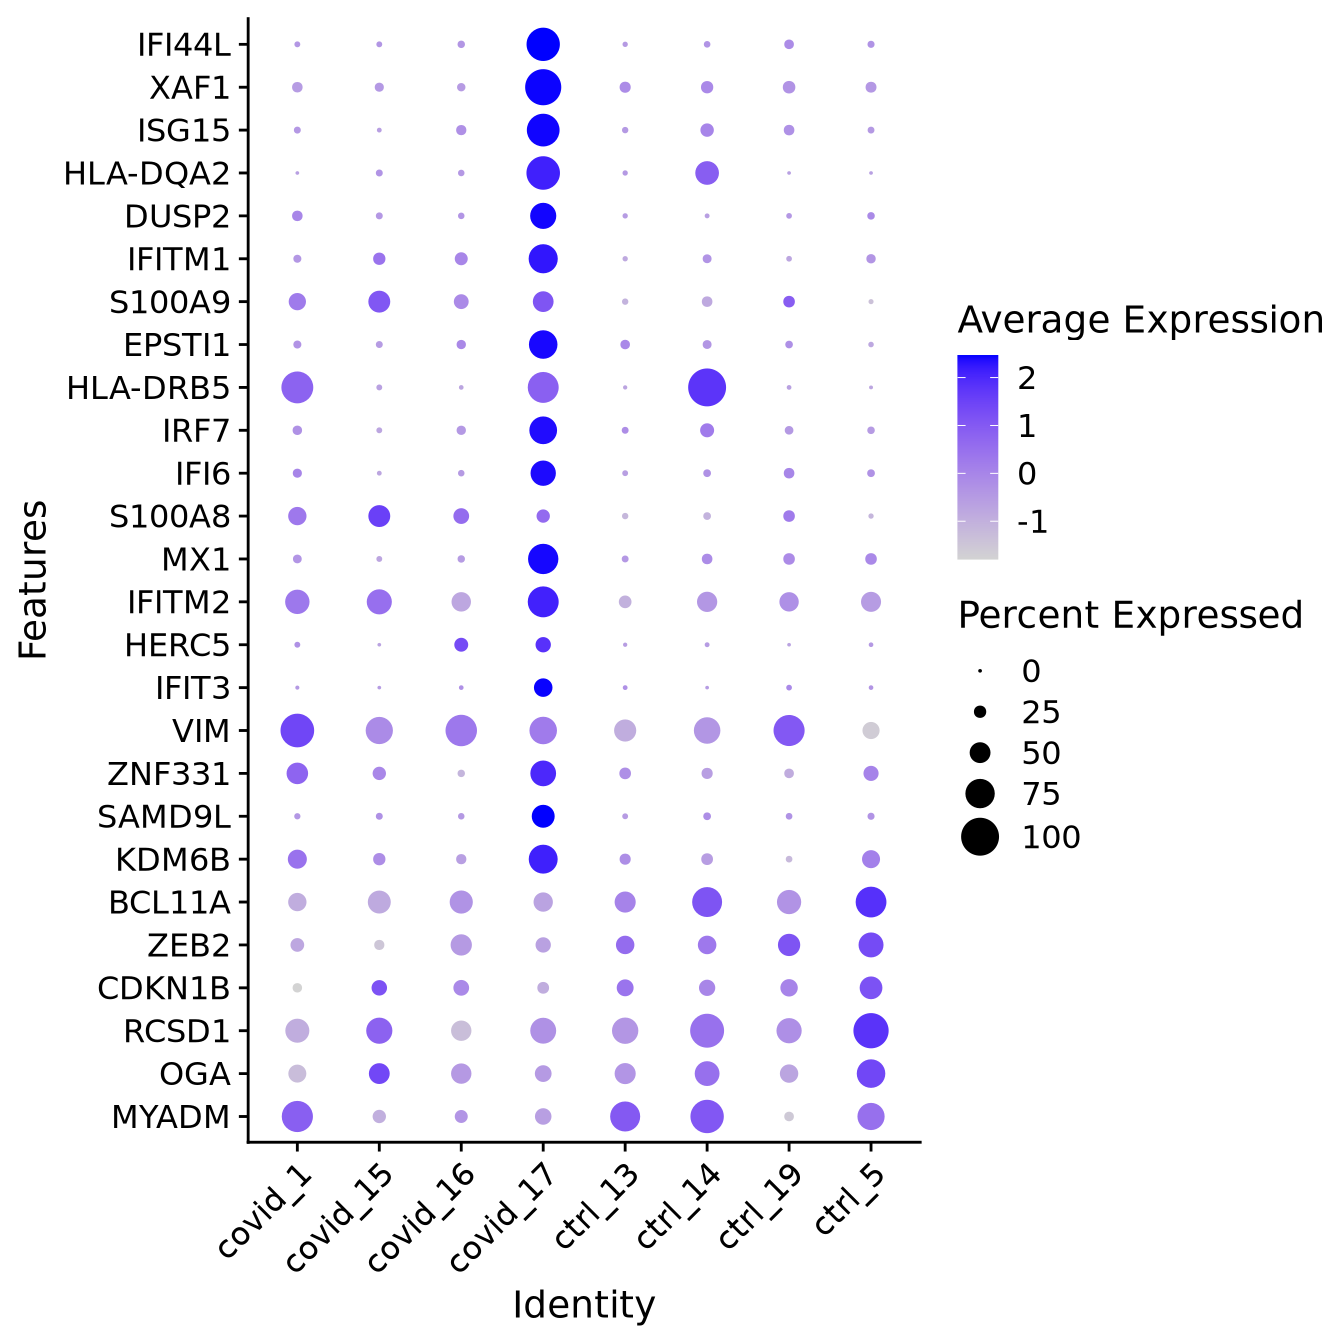 IFI44L
XAF1
ISG15
HLA-DQA2
DUSP2
IFITM1
S100A9
EPSTI1
HLA-DRB5
IRF7
IFI6
S100A8
MX1
IFITM2
HERC5
IFIT3
VIM
ZNF331
SAMD9L
KDM6B
BCL11A
ZEB2
CDKN1B
RCSD1
OGA
MYADM
Features
covid_1
covid_15
covid_16
covid_17
ctrl_13
ctrl_14
ctrl_19
ctrl_5
Identity
Average Expression
2
1
0
-1
Percent Expressed
0
25
50
75
100